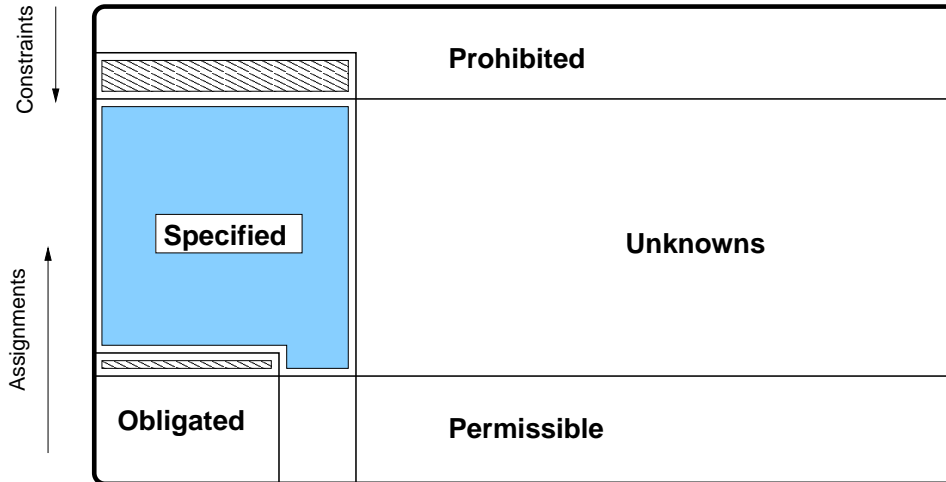 Constraints
Prohibited
Specified
Unknowns
Assignments
Obligated
Permissible